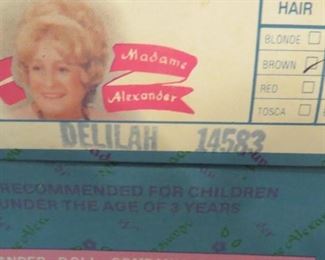 HAIR
BLONDE
BROWN
RED
TOSCA
Madame
Alexander
DELILAH 14583
RECOMMENDED FOR CHILDREN
UNDER THE AGE OF 3 YEARS